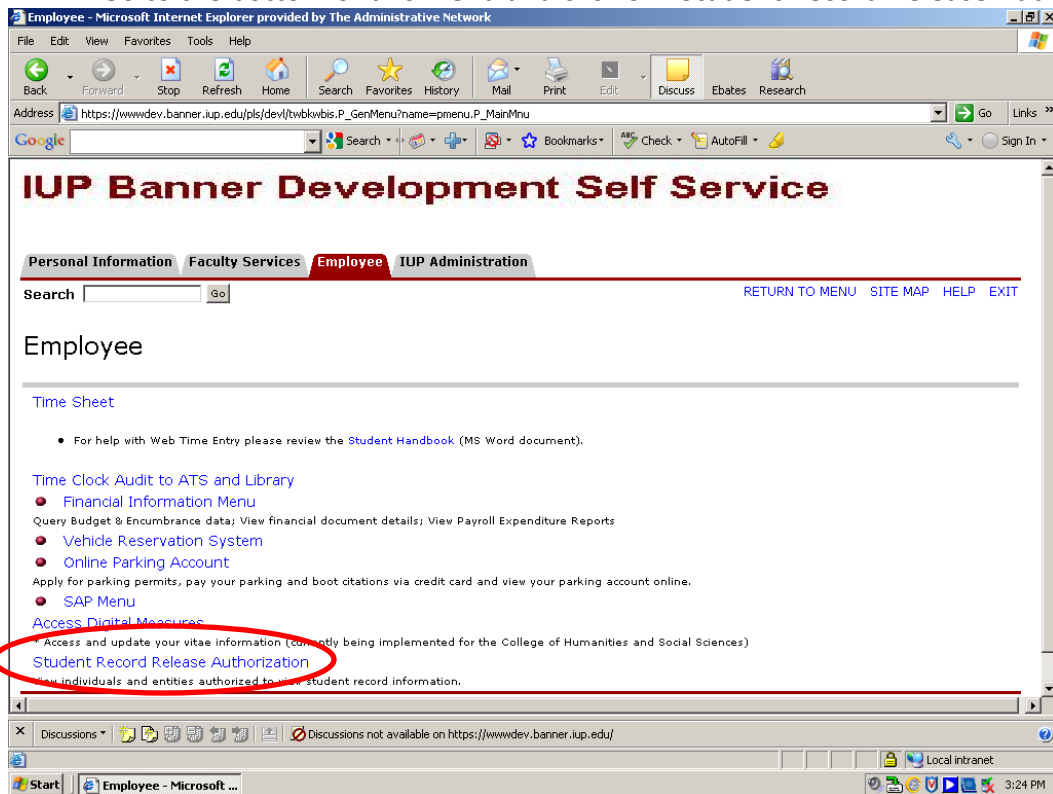 Employee - Microsoft Internet Explorer provided by The Administrative Network
File Edit View Favorites Tools Help
Back Forward Stop Refresh Home Search Favorites History Mail Print Edit Discuss Ebates Research
Address https://wwwdev.banner.iup.edu/pls/devl/twbkwbis.P_GenMenu?name=pmenu.P_MainMnu Go Links »
Google Search Bookmarks Check AutoFill Sign In
IUP Banner Development Self Service
Personal Information Faculty Services Employee IUP Administration
Search Go RETURN TO MENU SITE MAP HELP EXIT
Employee
Time Sheet
• For help with Web Time Entry please review the Student Handbook (MS Word document).
Time Clock Audit to ATS and Library
Financial Information Menu
Query Budget & Encumbrance data; View financial document details; View Payroll Expenditure Reports
Vehicle Reservation System
Online Parking Account
Apply for parking permits, pay your parking and boot citations via credit card and view your parking account online.
SAP Menu
Access Digital Measures
* Access and update your vitae information (currently being implemented for the College of Humanities and Social Sciences)
Student Record Release Authorization
View individuals and entities authorized to view student record information.
Discussions Discussions not available on https://wwwdev.banner.iup.edu/
Local intranet
Start Employee - Microsoft ... 3:24 PM